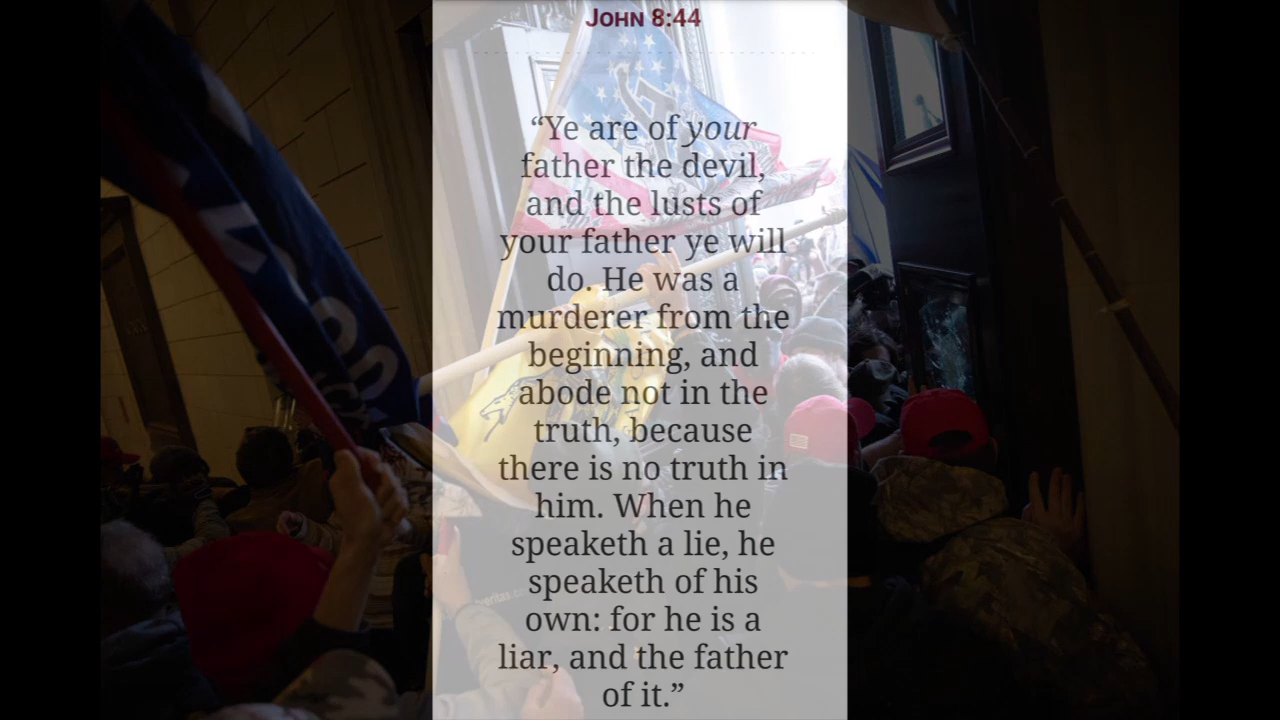 John 8:44
“Ye are of your
father the devil,
and the lusts of
your father ye will
do. He was a
murderer from the
beginning, and
abode not in the
truth, because
there is no truth in
him. When he
speaketh a lie, he
speaketh of his
own: for he is a
liar, and the father
of it.”